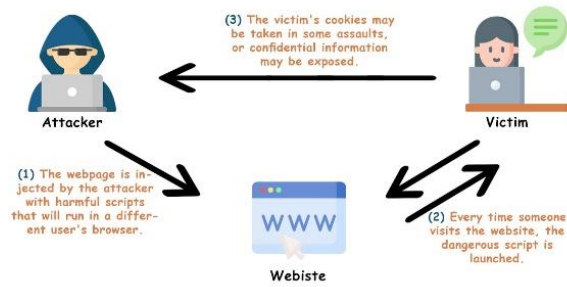 (3) The victim's cookies may
be taken in some assaults,
or confidential information
may be exposed.
Attacker
Victim
(1) The webpage is in-
jected by the attacker
with harmful scripts
that will run in a differ-
ent user's browser.
WWW
(2) Every time someone
visits the website, the
dangerous script is
launched.
Webiste